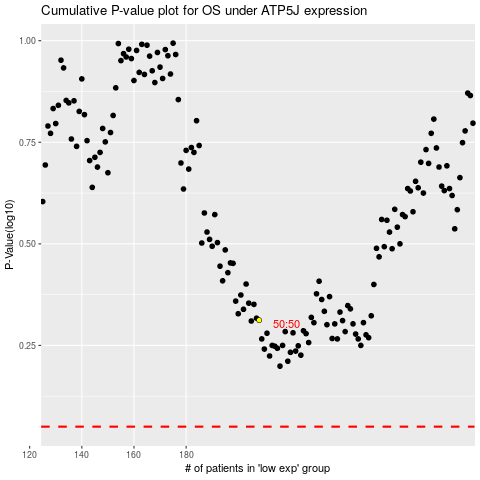 Cumulative P-value plot for OS under ATP5J expression
P-Value(log10)
1.00
0.75
0.50
0.25
50:50
120 140 160 180
# of patients in 'low exp' group